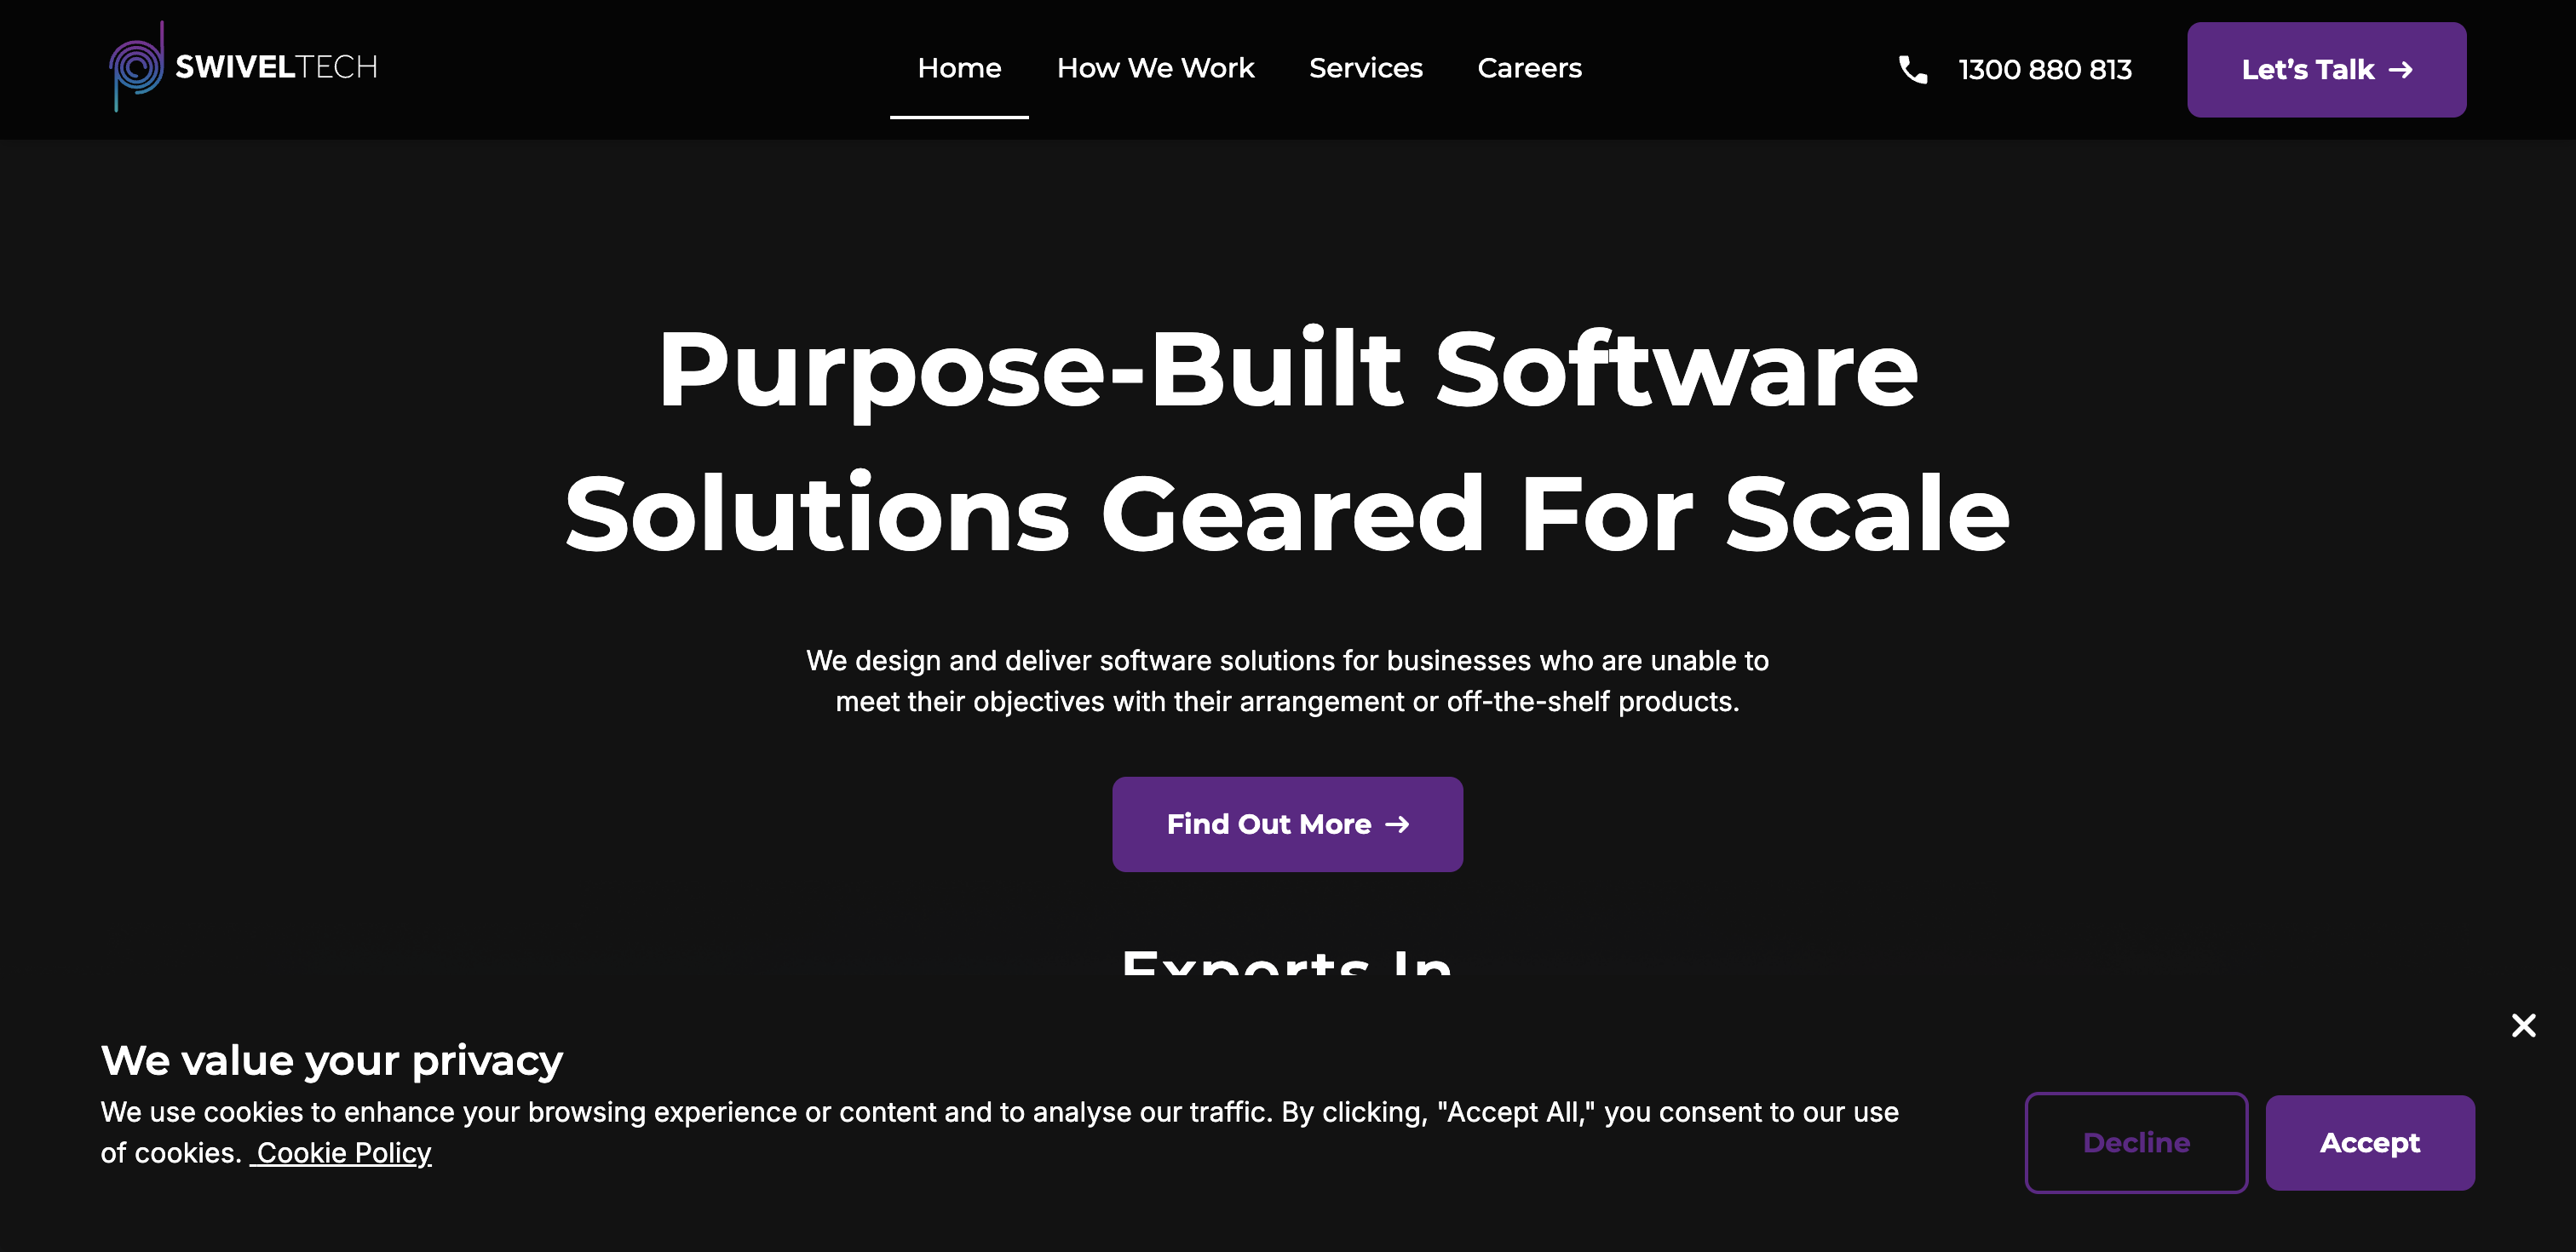 SWIVELTECH
Home
How We Work
Services
Careers
1300 880 813
Let’s Talk →
Purpose-Built Software
Solutions Geared For Scale
We design and deliver software solutions for businesses who are unable to
meet their objectives with their arrangement or off-the-shelf products.
Find Out More →
Experts In
We value your privacy
We use cookies to enhance your browsing experience or content and to analyse our traffic. By clicking, "Accept All," you consent to our use
of cookies. Cookie Policy
Decline
Accept